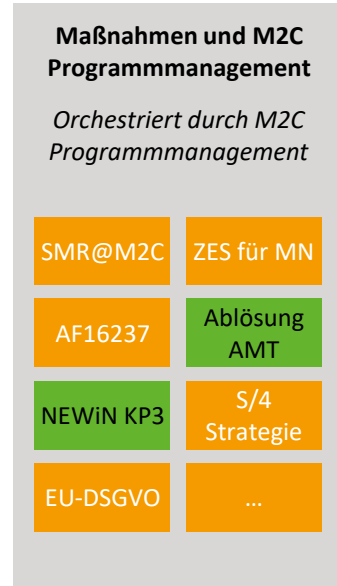 Maßnahmen und M2C
Programmmanagement
Orchestriert durch M2C
Programmmanagement
SMR@M2C
ZES für MN
AF16237
Ablösung
AMT
NEWiN KP3
S/4
Strategie
EU-DSGVO
...